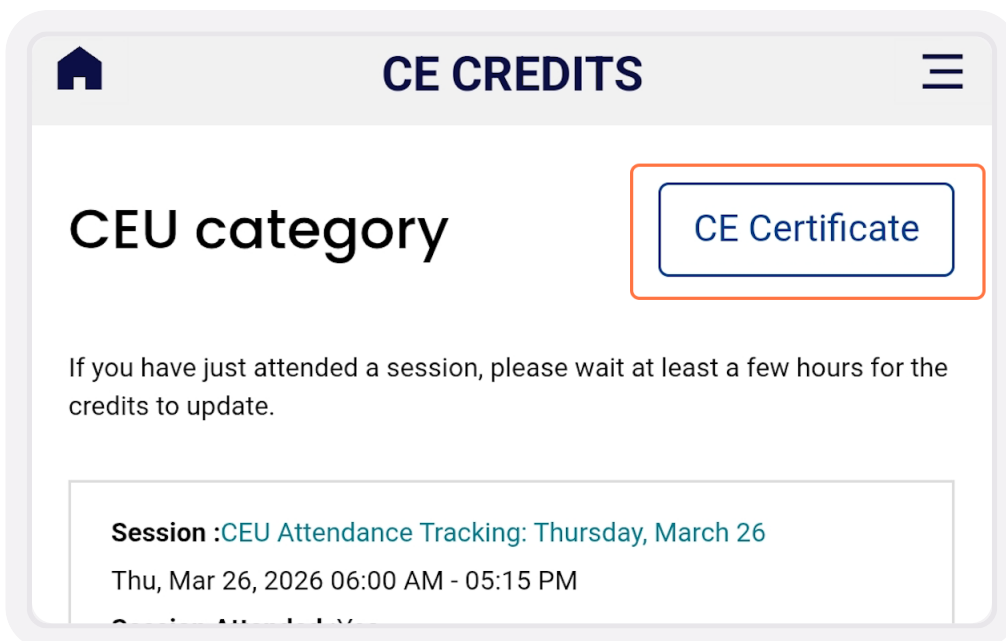 CE CREDITS
CEU category
CE Certificate
If you have just attended a session, please wait at least a few hours for the
credits to update.
Session :CEU Attendance Tracking: Thursday, March 26
Thu, Mar 26, 2026 06:00 AM - 05:15 PM